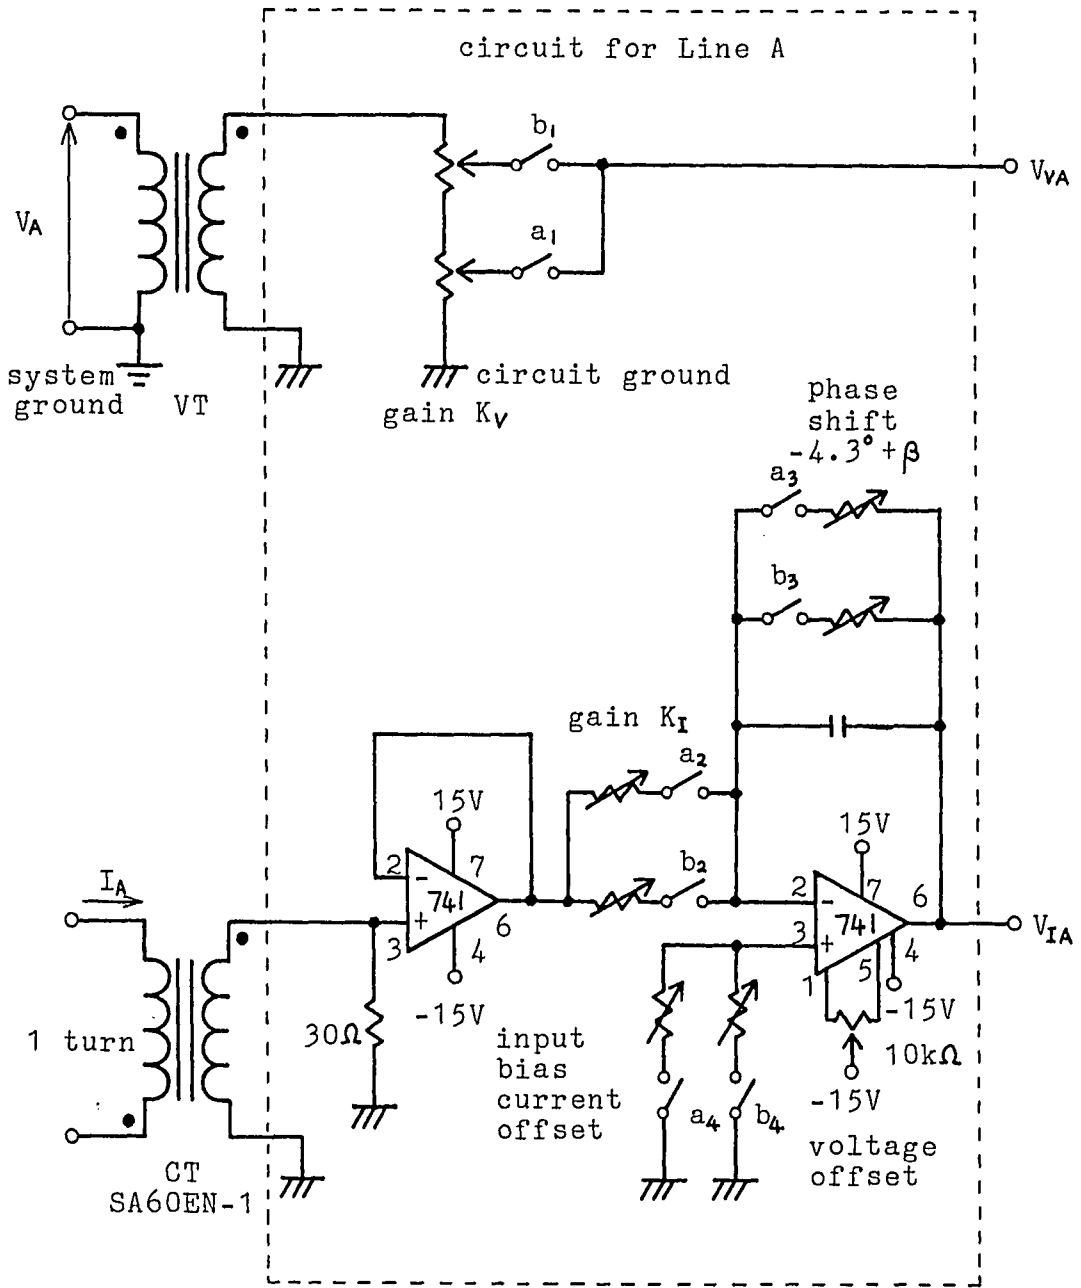 circuit for Line A
b₁
V_VA
V_A
a₁
system
ground
VT
circuit ground
gain K_V
phase
shift
-4.3°+β
a₃
b₃
gain K_I
a₂
15V
15V
I_A
2
7
-
741
+
3
6
4
-15V
b₂
2
7
6
-
741
3
+
4
1
5
V_IA
-15V
10kΩ
-15V
1 turn
30Ω
input
bias
current
offset
a₄
b₄
voltage
offset
CT
SA60EN-1